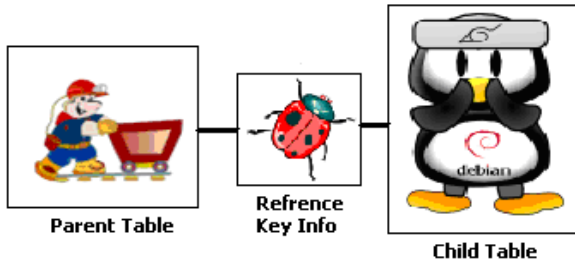 debian
Parent Table
Refrence
Key Info
Child Table